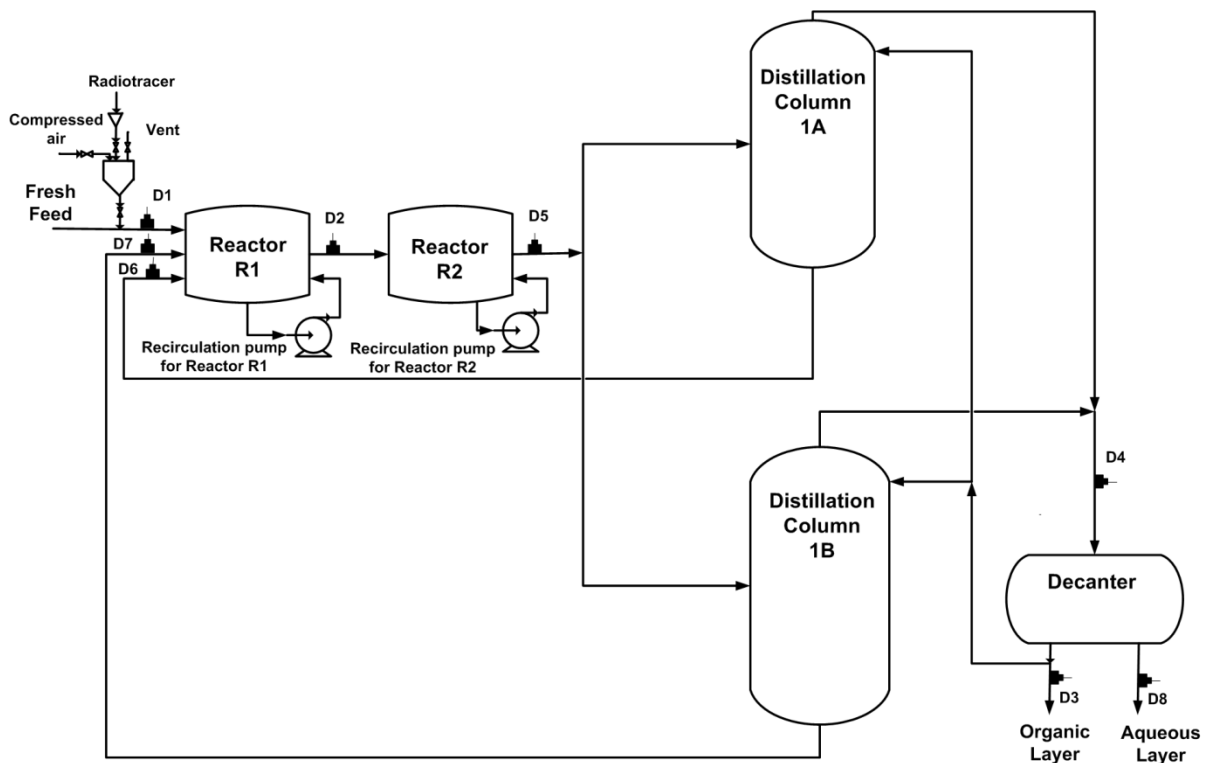 Radiotracer
Compressed
air
Vent
Fresh
Feed
D1
D7
D6
Reactor
R1
D2
Reactor
R2
D5
Recirculation pump
for Reactor R1
Recirculation pump
for Reactor R2
Distillation
Column
1A
Distillation
Column
1B
D4
Decanter
D3
D8
Organic
Layer
Aqueous
Layer